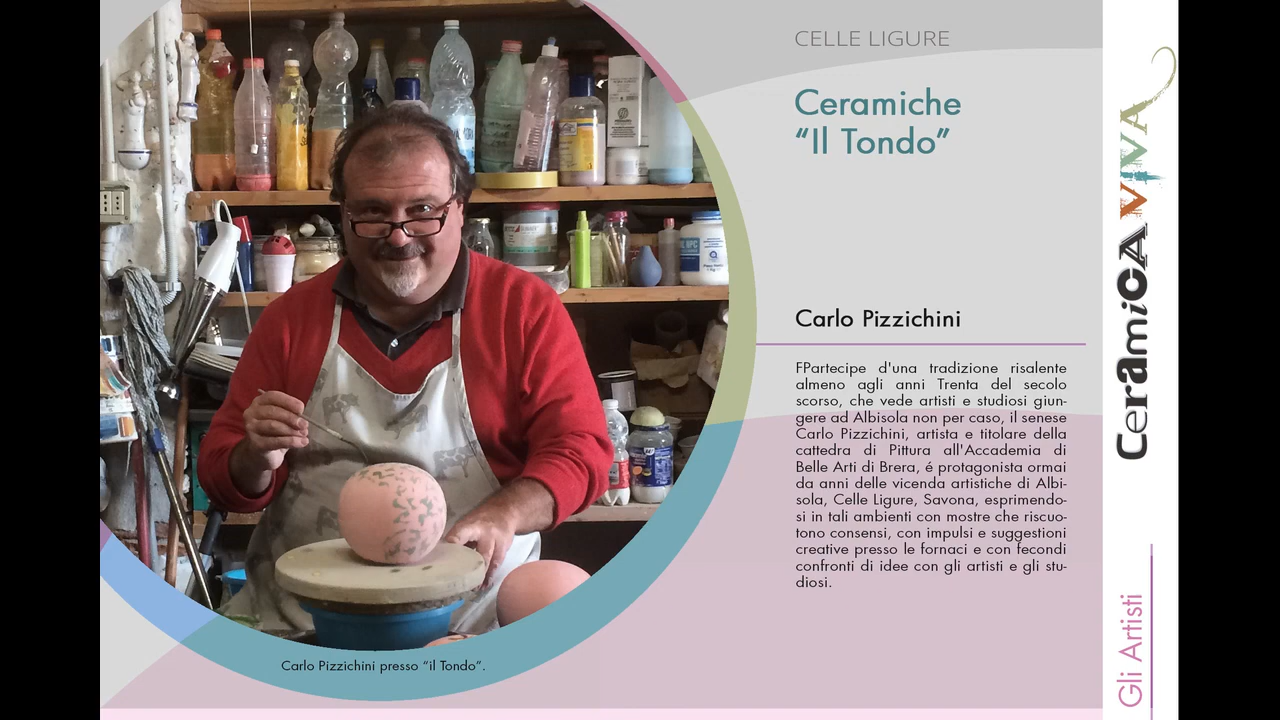 CELLE LIGURE
Ceramiche
“Il Tondo”
Carlo Pizzichini
FPartecipe d'una tradizione risalente
almeno agli anni Trenta del secolo
scorso, che vede artisti e studiosi giun-
gere ad Albisola non per caso, il senese
Carlo Pizzichini, artista e titolare della
cattedra di Pittura all'Accademia di
Belle Arti di Brera, é protagonista ormai
da anni delle vicenda artistiche di Albi-
sola, Celle Ligure, Savona, esprimendo-
si in tali ambienti con mostre che riscuo-
tono consensi, con impulsi e suggestioni
creative presso le fornaci e con fecondi
confronti di idee con gli artisti e gli stu-
diosi.
Carlo Pizzichini presso “il Tondo”.
CerAmiCA VIVA
Gli Artisti